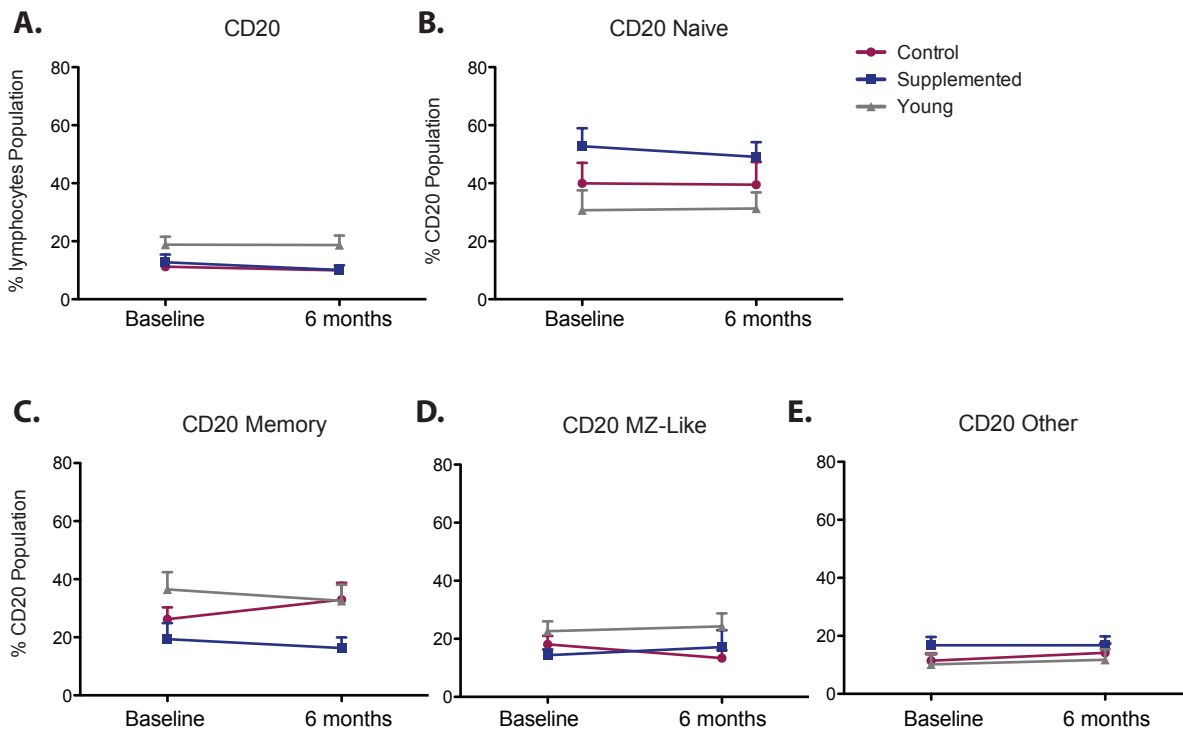 A.
CD20
% lymphocytes Population
80
60
40
20
0
Baseline
6 months
B.
CD20 Naive
% CD20 Population
80
60
40
20
0
Baseline
6 months
Control
Supplemented
Young
C.
CD20 Memory
% CD20 Population
80
60
40
20
0
Baseline
6 months
D.
CD20 MZ-Like
80
60
40
20
0
Baseline
6 months
E.
CD20 Other
80
60
40
20
0
Baseline
6 months